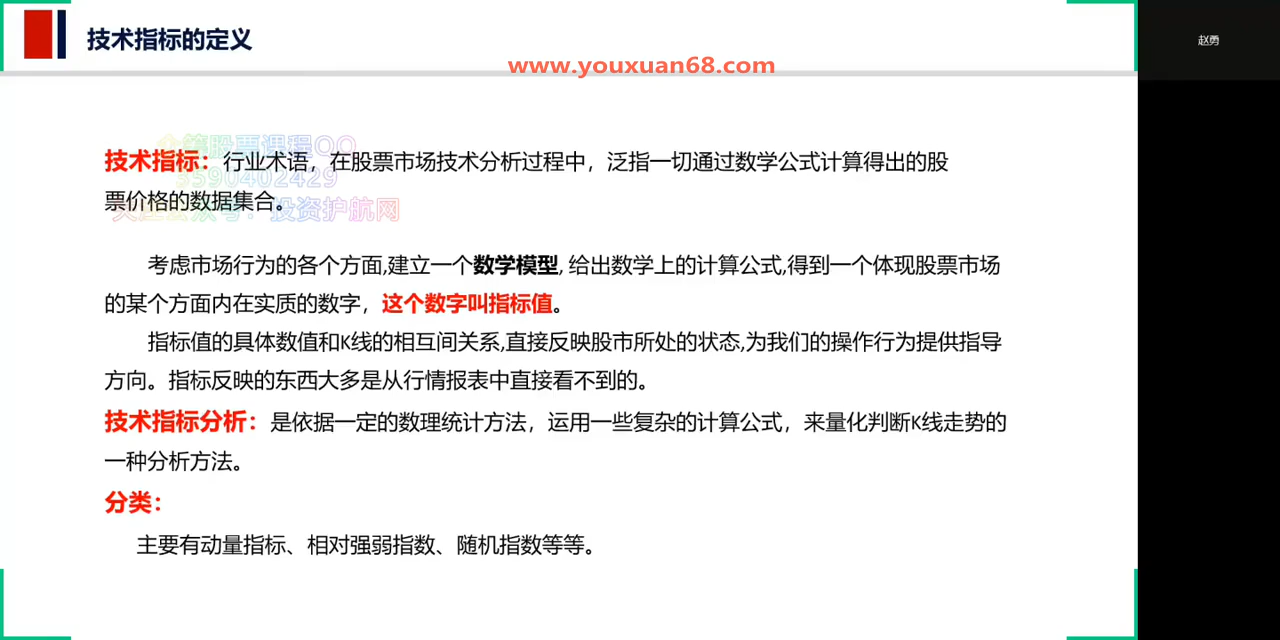 技术指标的定义
赵勇
www.youxuan68.com
技术指标：行业术语，在股票市场技术分析过程中，泛指一切通过数学公式计算得出的股
票价格的数据集合。
投资护航网
考虑市场行为的各个方面,建立一个数学模型, 给出数学上的计算公式,得到一个体现股票市场
的某个方面内在实质的数字，这个数字叫指标值。
指标值的具体数值和K线的相互间关系,直接反映股市所处的状态,为我们的操作行为提供指导
方向。指标反映的东西大多是从行情报表中直接看不到的。
技术指标分析：是依据一定的数理统计方法，运用一些复杂的计算公式，来量化判断K线走势的
一种分析方法。
分类：
主要有动量指标、相对强弱指数、随机指数等等。